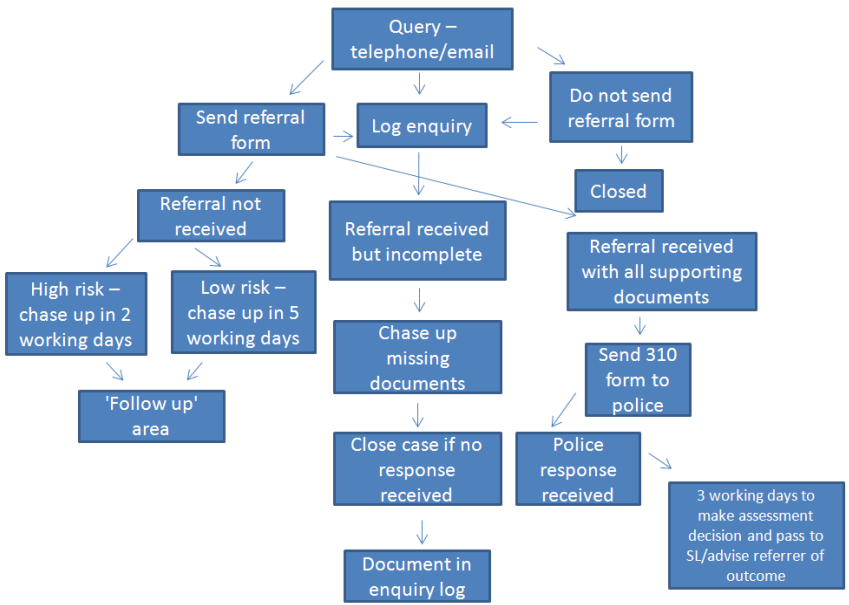 Query –
telephone/email
Send referral
form
Log enquiry
Do not send
referral form
Closed
Referral not
received
Referral received
but incomplete
Referral received
with all supporting
documents
High risk –
chase up in 2
working days
Low risk –
chase up in 5
working days
Chase up
missing
documents
Send 310
form to
police
'Follow up'
area
Close case if no
response
received
Police
response
received
3 working days to
make assessment
decision and pass to
SL/advise referrer of
outcome
Document in
enquiry log